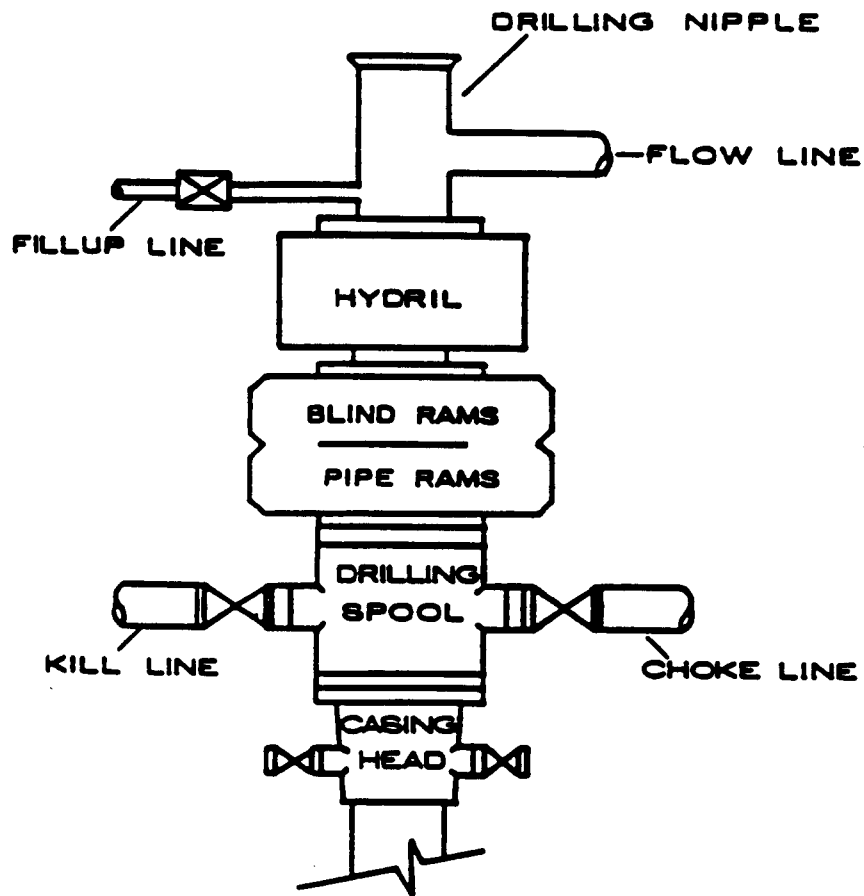 DRILLING NIPPLE
FLOW LINE
FILLUP LINE
HYDRIL
BLIND RAMS
PIPE RAMS
DRILLING
SPOOL
KILL LINE
CHOKE LINE
CASING
HEAD